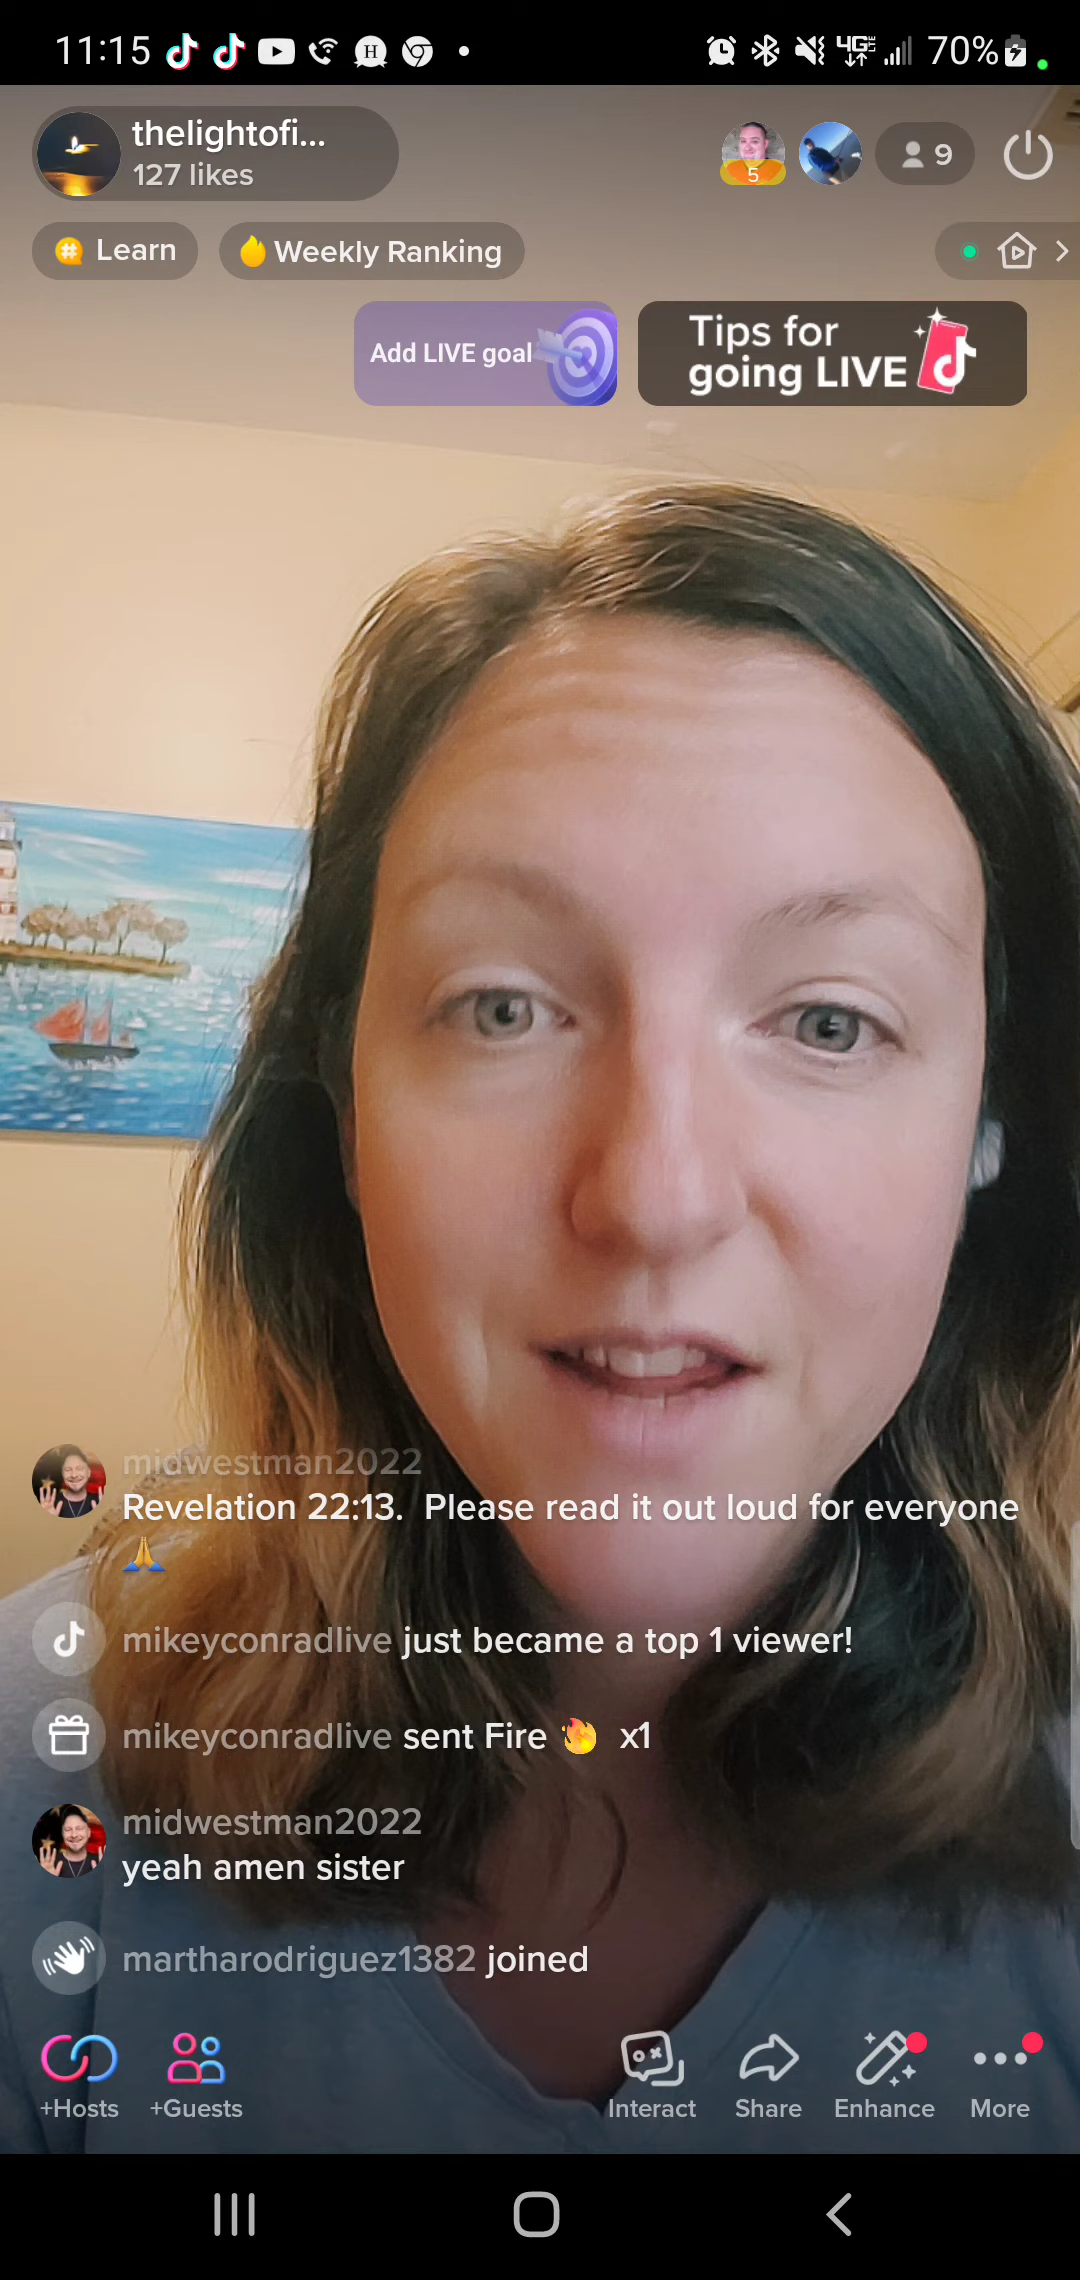 11:15
4G LTE 70%
thelightofi...
127 likes
5
9
Learn
Weekly Ranking
Add LIVE goal
Tips for
going LIVE
midwestman2022
Revelation 22:13. Please read it out loud for everyone
🙏
mikeyconradlive just became a top 1 viewer!
mikeyconradlive sent Fire 🔥 x1
midwestman2022
yeah amen sister
martharodriguez1382 joined
+Hosts
+Guests
Interact
Share
Enhance
More